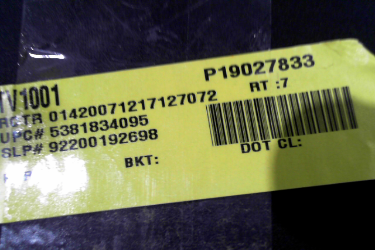 P19027833
TV1001
RT :7
RCTR 01420071217127072
UPC# 5381834095
SLP# 92200192698
BKT:
DOT CL: